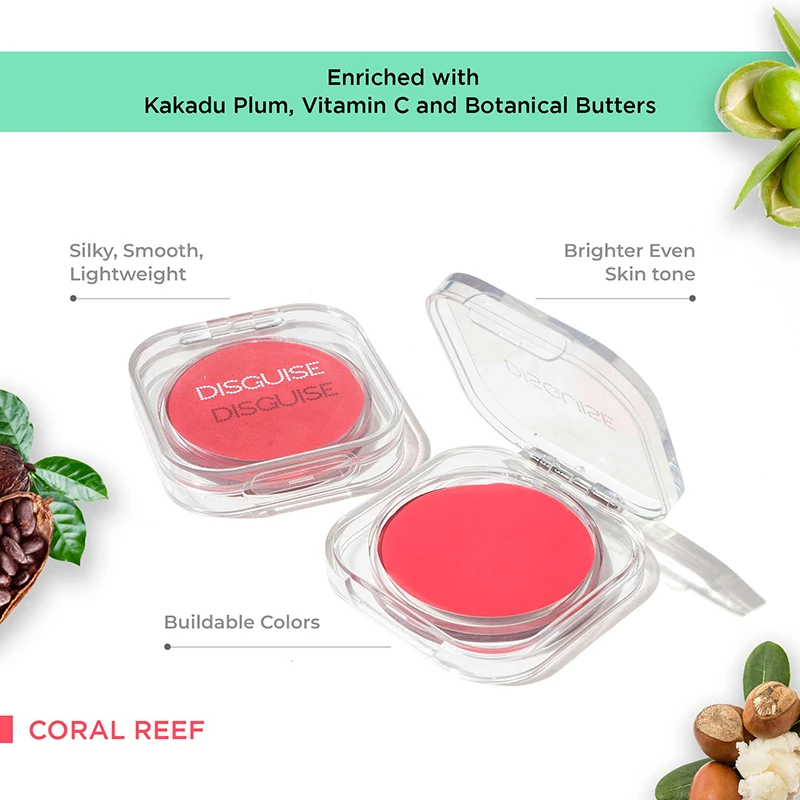 Enriched with
Kakadu Plum, Vitamin C and Botanical Butters
Silky, Smooth,
Lightweight
Brighter Even
Skin tone
DISGUISE
DISGUISE
DISGUISE
Buildable Colors
CORAL REEF